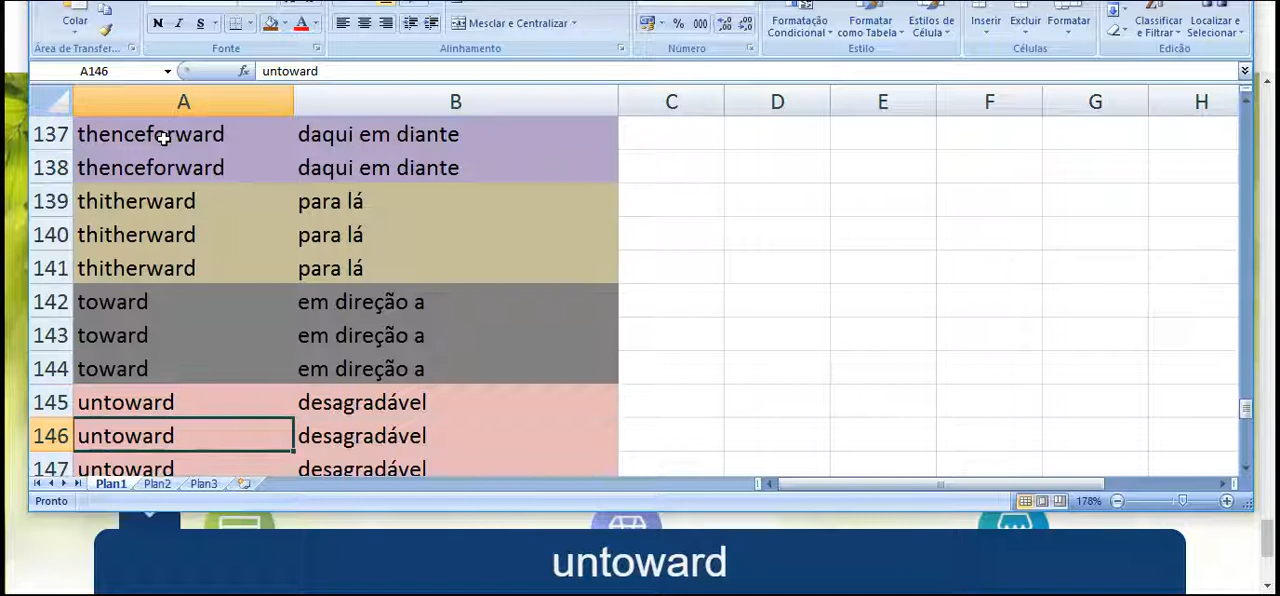 Colar
N I S A
Mesclar e Centralizar
% 000
Formatação Condicional
Formatar como Tabela
Estilos de Célula
Inserir
Excluir
Formatar
Classificar e Filtrar
Localizar e Selecionar
Área de Transfer... Fonte Alinhamento Número Estilo Células Edição
A146 fx untoward
A B C D E F G H
137 thenceforward daqui em diante
138 thenceforward daqui em diante
139 thitherward para lá
140 thitherward para lá
141 thitherward para lá
142 toward em direção a
143 toward em direção a
144 toward em direção a
145 untoward desagradável
146 untoward desagradável
147 untoward desagradável
Plan1 Plan2 Plan3
Pronto 178%
untoward